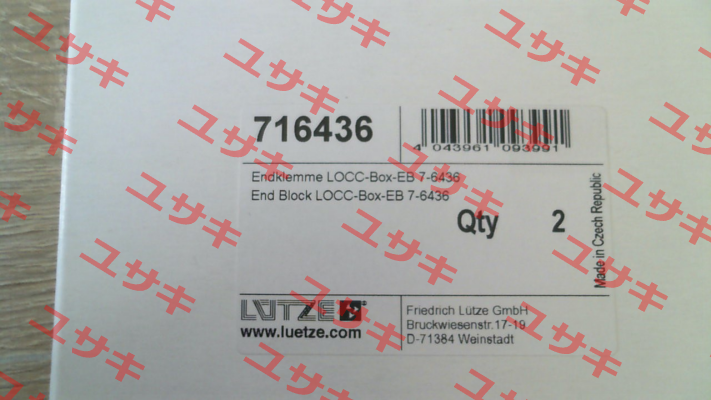 716436
4 043961 093991
Endklemme LOCC-Box-EB 7-6436
End Block LOCC-Box-EB 7-6436
Qty 2
Made in Czech Republic
LÜTZE
www.luetze.com
Friedrich Lütze GmbH
Bruckwiesenstr.17-19
D-71384 Weinstadt
ユサキ